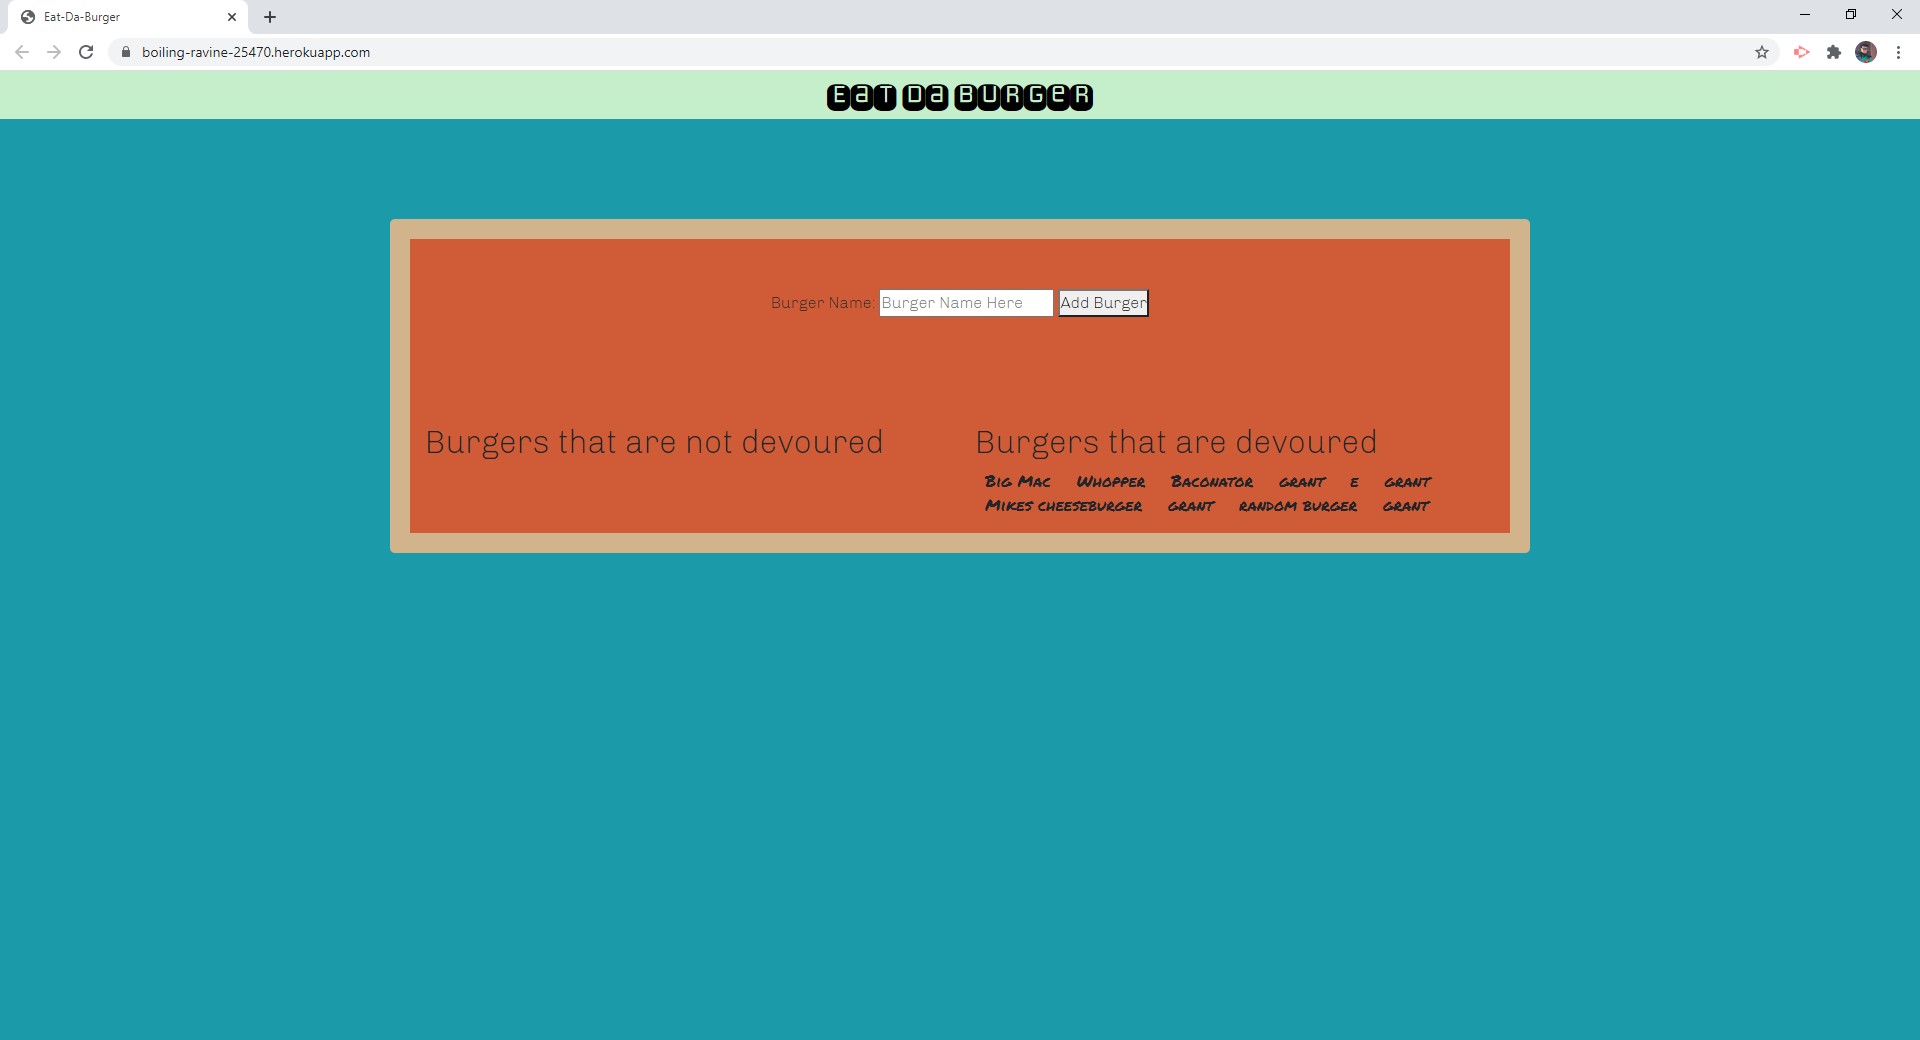 Eat-Da-Burger
boiling-ravine-25470.herokuapp.com
EaT Da BURGeR
Burger Name: Burger Name Here Add Burger
Burgers that are not devoured
Burgers that are devoured
Big Mac Whopper Baconator grant e grant
Mikes cheeseburger grant random burger grant